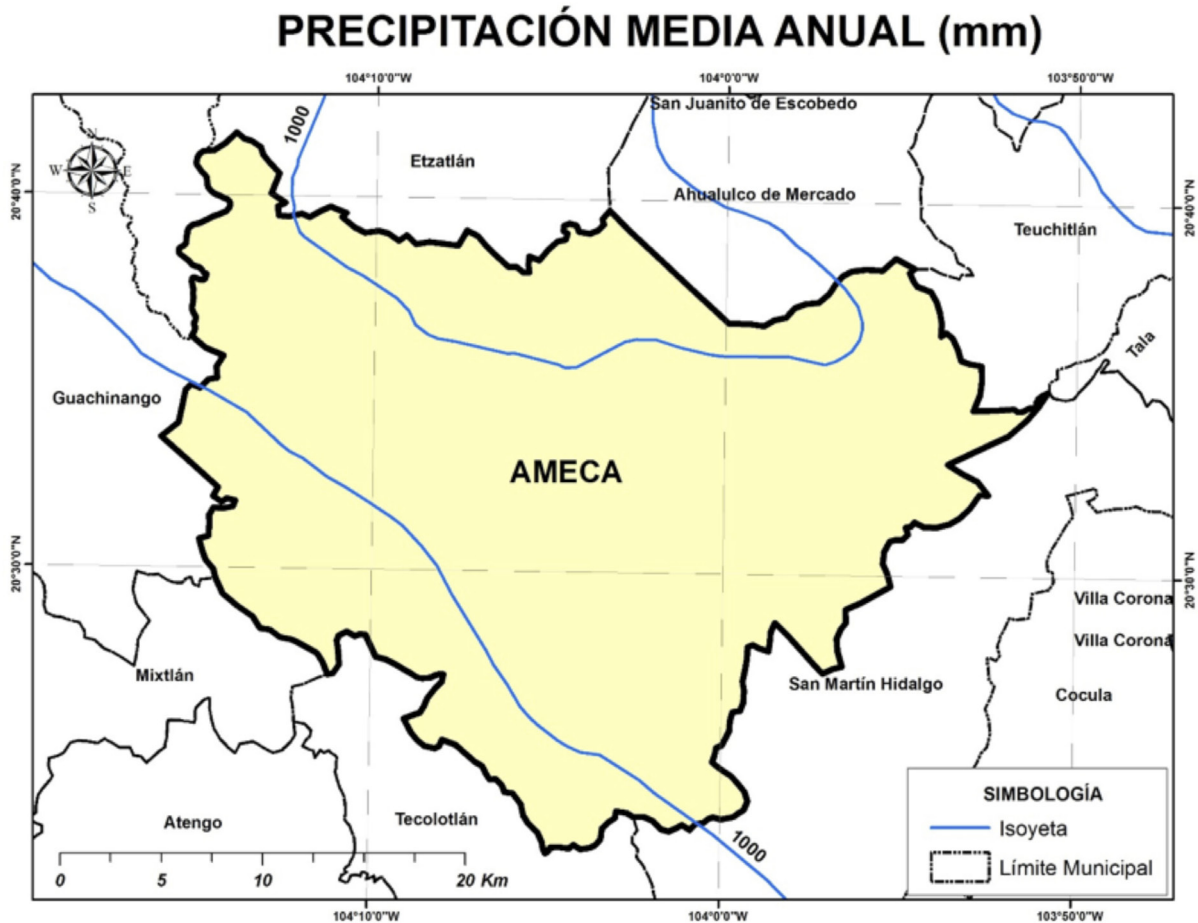 PRECIPITACIÓN MEDIA ANUAL (mm)
104°10'0"W
104°0'0"W
103°50'0"W
1000
San Juanito de Escobedo
N
Etzatlán
W
E
S
Ahualulco de Mercado
20°40'0"N
20°40'0"N
Teuchitlán
Tala
Guachinango
AMECA
20°30'0"N
20°30'0"N
Villa Corona
Villa Corona
Mixtlán
San Martín Hidalgo
Cocula
SIMBOLOGÍA
Isoyeta
Límite Municipal
Atengo
Tecolotlán
1000
0
5
10
20 Km
104°10'0"W
104°0'0"W
103°50'0"W